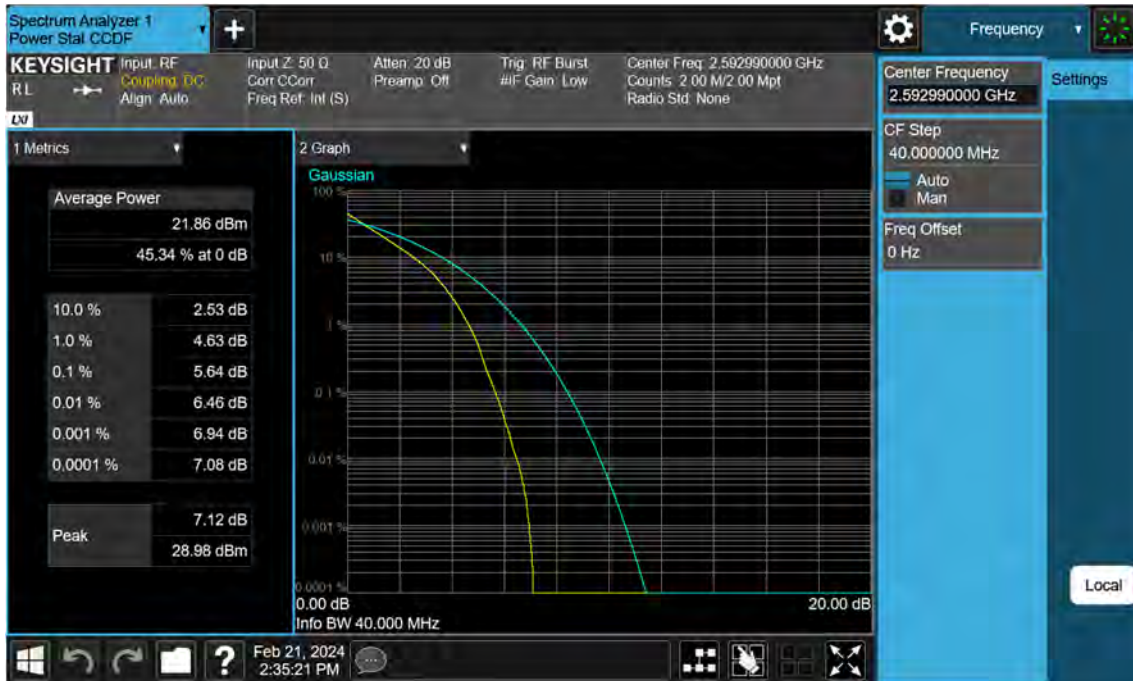 Spectrum Analyzer 1
Power Stat CCDF
Frequency
KEYSIGHT
RL
LXI
Input: RF
Coupling: DC
Align: Auto
Input Z: 50 Ω
Corr CCorr
Freq Ref: Int (S)
Atten: 20 dB
Preamp: Off
Trig: RF Burst
#IF Gain: Low
Center Freq: 2.592990000 GHz
Counts: 2.00 M/2.00 Mpt
Radio Std: None
Center Frequency
2.592990000 GHz
Settings
CF Step
40.000000 MHz
Auto
Man
Freq Offset
0 Hz
1 Metrics
Average Power
21.86 dBm
45.34 % at 0 dB
10.0 % 2.53 dB
1.0 % 4.63 dB
0.1 % 5.64 dB
0.01 % 6.46 dB
0.001 % 6.94 dB
0.0001 % 7.08 dB
Peak
7.12 dB
28.98 dBm
2 Graph
Gaussian
100 %
10 %
1 %
0.1 %
0.01 %
0.001 %
0.0001 %
0.00 dB 20.00 dB
Info BW 40.000 MHz
Local
?
Feb 21, 2024
2:35:21 PM